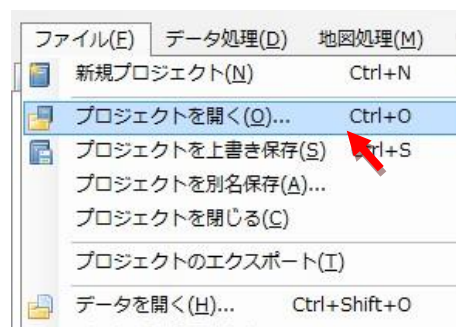 ファイル(F) データ処理(D) 地図処理(M)
新規プロジェクト(N) Ctrl+N
プロジェクトを開く(O)... Ctrl+O
プロジェクトを上書き保存(S) Ctrl+S
プロジェクトを別名保存(A)...
プロジェクトを閉じる(C)
プロジェクトのエクスポート(T)
データを開く(H)... Ctrl+Shift+O